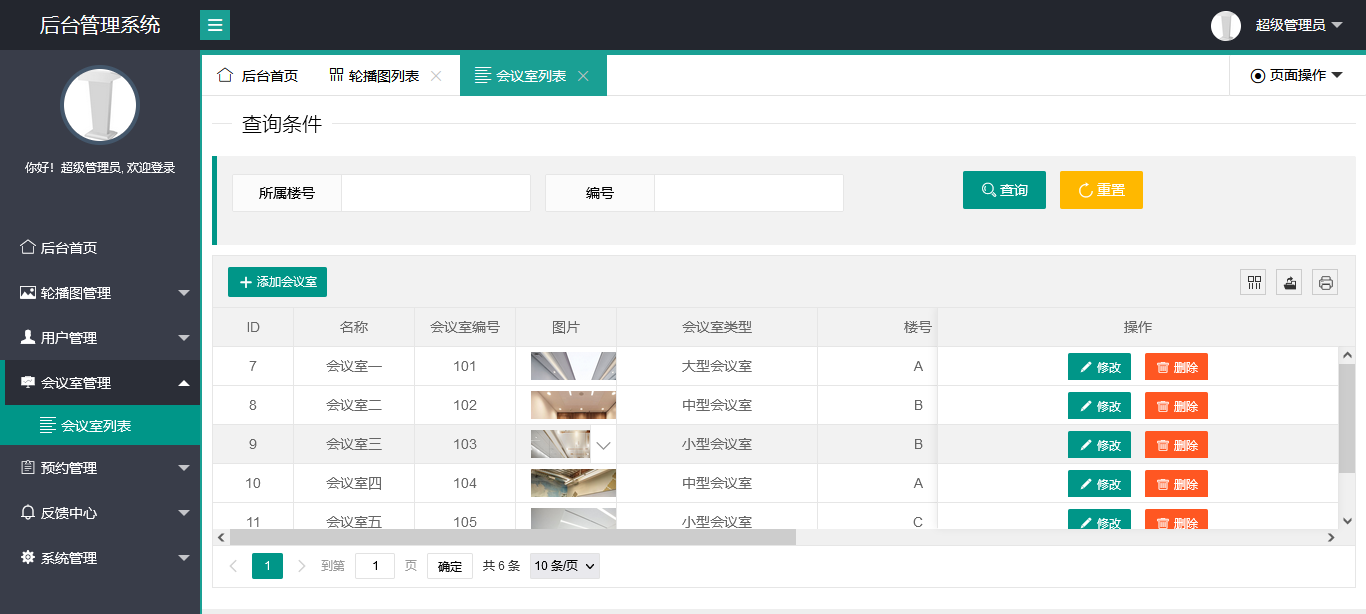 后台管理系统
超级管理员
后台首页 轮播图列表 会议室列表 页面操作
你好！超级管理员, 欢迎登录
后台首页
轮播图管理
用户管理
会议室管理
会议室列表
预约管理
反馈中心
系统管理
查询条件
所属楼号 编号 查询 重置
添加会议室
ID 名称 会议室编号 图片 会议室类型 楼号 操作
7 会议室一 101 大型会议室 A 修改 删除
8 会议室二 102 中型会议室 B 修改 删除
9 会议室三 103 小型会议室 B 修改 删除
10 会议室四 104 中型会议室 A 修改 删除
11 会议室五 105 小型会议室 C 修改 删除
1 到第 1 页 确定 共 6 条 10 条/页